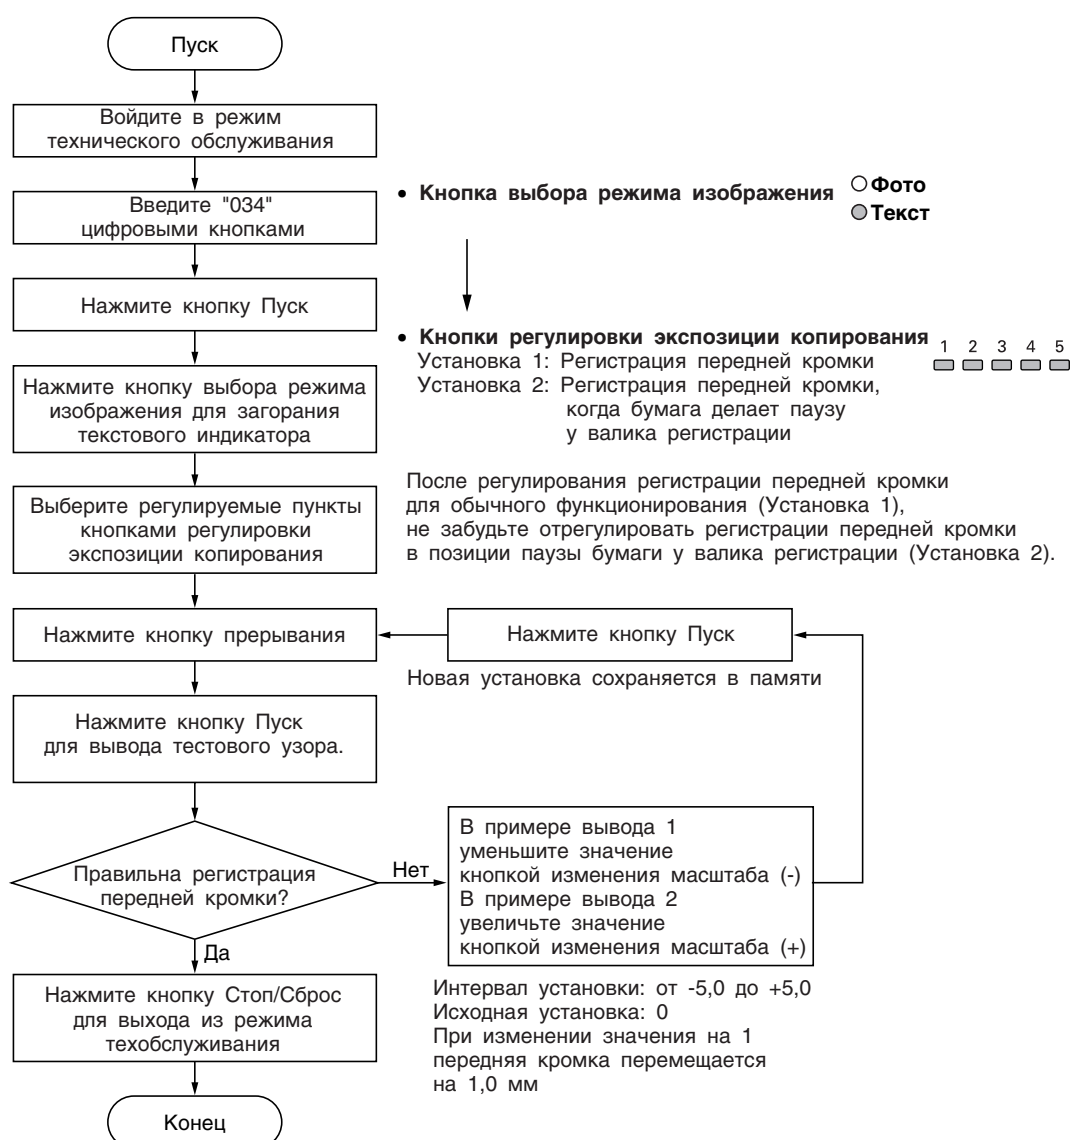 Пуск
Войдите в режим
технического обслуживания
Введите "034"
цифровыми кнопками
• Кнопка выбора режима изображения
Фото
Текст
Нажмите кнопку Пуск
• Кнопки регулировки экспозиции копирования
1 2 3 4 5
Установка 1: Регистрация передней кромки
Установка 2: Регистрация передней кромки,
когда бумага делает паузу
у валика регистрации
Нажмите кнопку выбора режима
изображения для загорания
текстового индикатора
Выберите регулируемые пункты
кнопками регулировки
экспозиции копирования
После регулирования регистрации передней кромки
для обычного функционирования (Установка 1),
не забудьте отрегулировать регистрации передней кромки
в позиции паузы бумаги у валика регистрации (Установка 2).
Нажмите кнопку прерывания
Нажмите кнопку Пуск
Новая установка сохраняется в памяти
Нажмите кнопку Пуск
для вывода тестового узора.
Правильна регистрация
передней кромки?
Нет
В примере вывода 1
уменьшите значение
кнопкой изменения масштаба (-)
В примере вывода 2
увеличьте значение
кнопкой изменения масштаба (+)
Да
Нажмите кнопку Стоп/Сброс
для выхода из режима
техобслуживания
Интервал установки: от -5,0 до +5,0
Исходная установка: 0
При изменении значения на 1
передняя кромка перемещается
на 1,0 мм
Конец